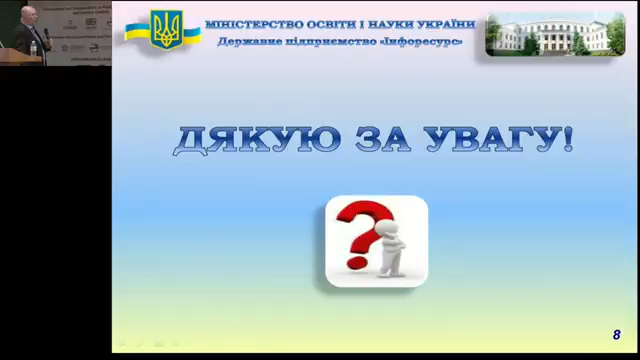 МІНІСТЕРСТВО ОСВІТИ І НАУКИ УКРАЇНИ
Державне підприємство «Інфоресурс»
ДЯКУЮ ЗА УВАГУ!
8